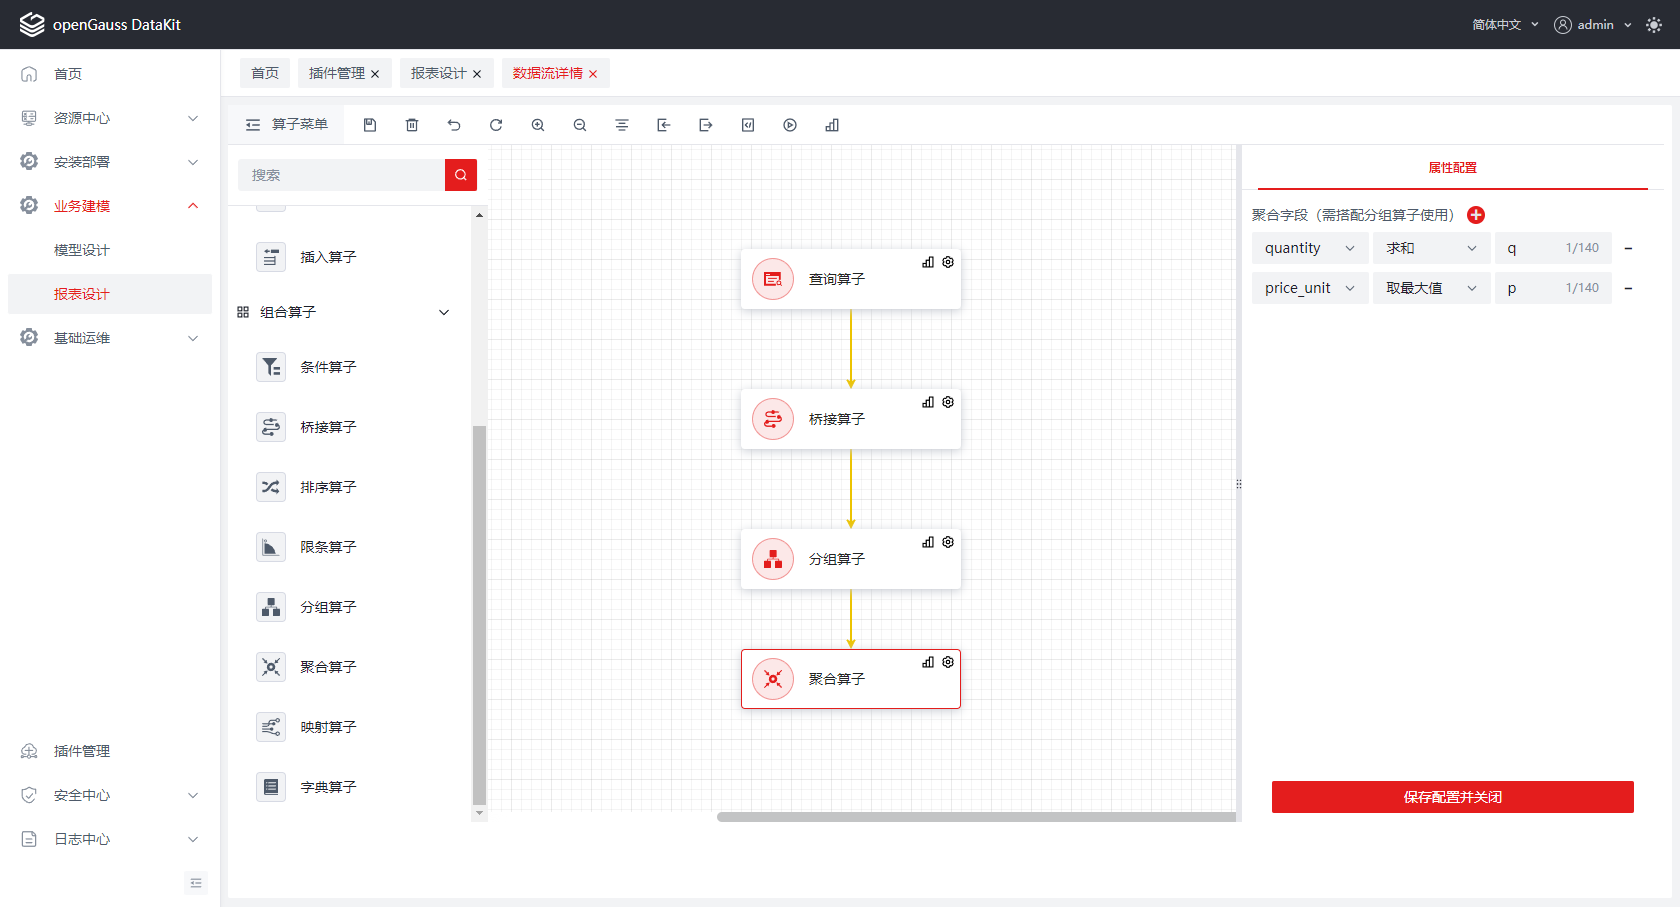 openGauss DataKit
简体中文
admin
首页
资源中心
安装部署
业务建模
模型设计
报表设计
基础运维
插件管理
安全中心
日志中心
首页
插件管理
报表设计
数据流详情
算子菜单
搜索
插入算子
组合算子
条件算子
桥接算子
排序算子
限条算子
分组算子
聚合算子
映射算子
字典算子
查询算子
桥接算子
分组算子
聚合算子
属性配置
聚合字段（需搭配分组算子使用）
quantity 求和 q 1/140
price_unit 取最大值 p 1/140
保存配置并关闭